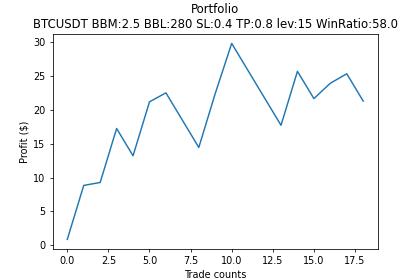 Portfolio
BTCUSDT BBM:2.5 BBL:280 SL:0.4 TP:0.8 lev:15 WinRatio:58.0
30
25
20
15
10
5
0
Profit ($)
0.0 2.5 5.0 7.5 10.0 12.5 15.0 17.5
Trade counts